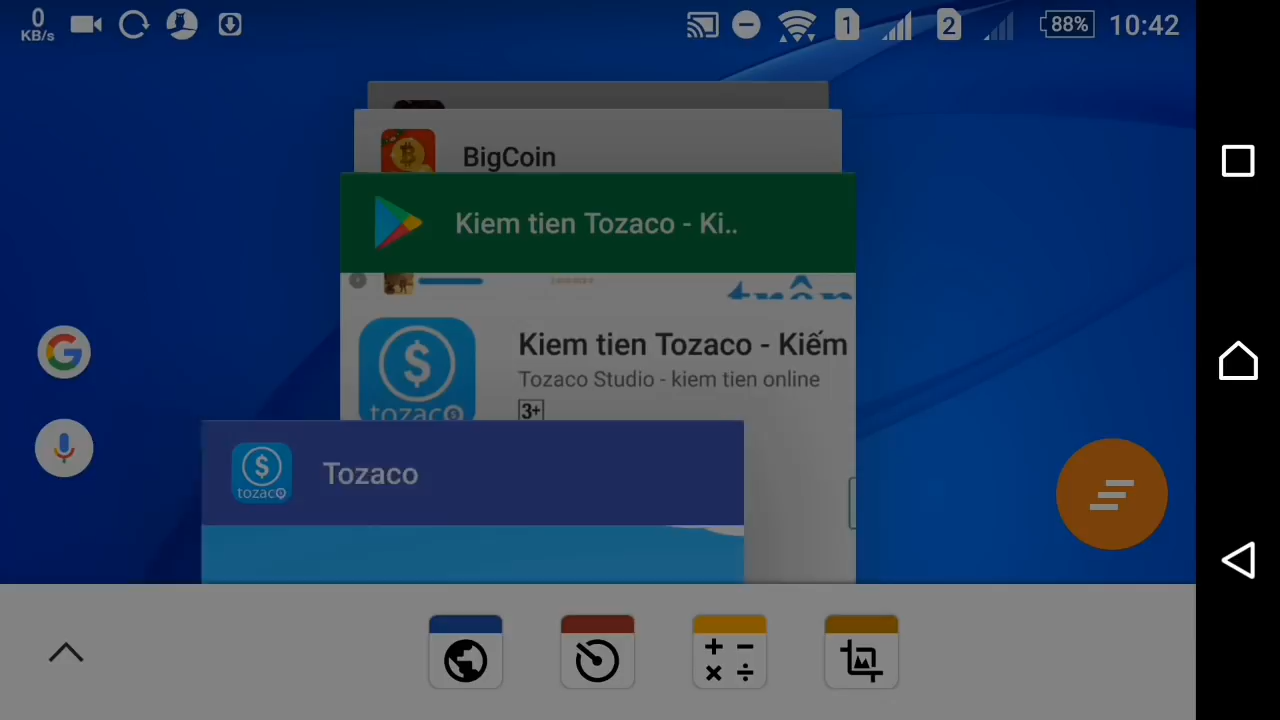 0
KB/s
1
2
88%
10:42
BigCoin
Kiem tien Tozaco - Ki..
trên
Kiem tien Tozaco - Kiếm
Tozaco Studio - kiem tien online
tozaco
3+
Tozaco
tozaco